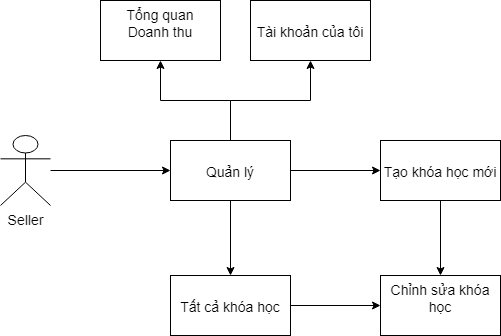 Tổng quan
Doanh thu
Tài khoản của tôi
Quản lý
Tạo khóa học mới
Seller
Tất cả khóa học
Chỉnh sửa khóa
học